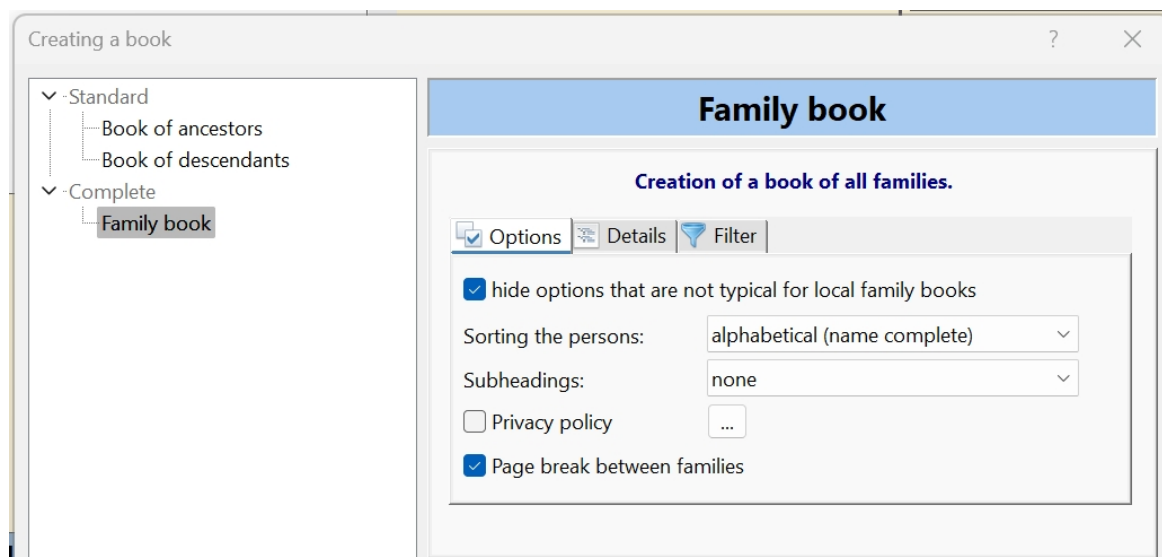 Creating a book
?
Standard
Book of ancestors
Book of descendants
Complete
Family book
Family book
Creation of a book of all families.
Options Details Filter
hide options that are not typical for local family books
Sorting the persons: alphabetical (name complete)
Subheadings: none
Privacy policy ...
Page break between families